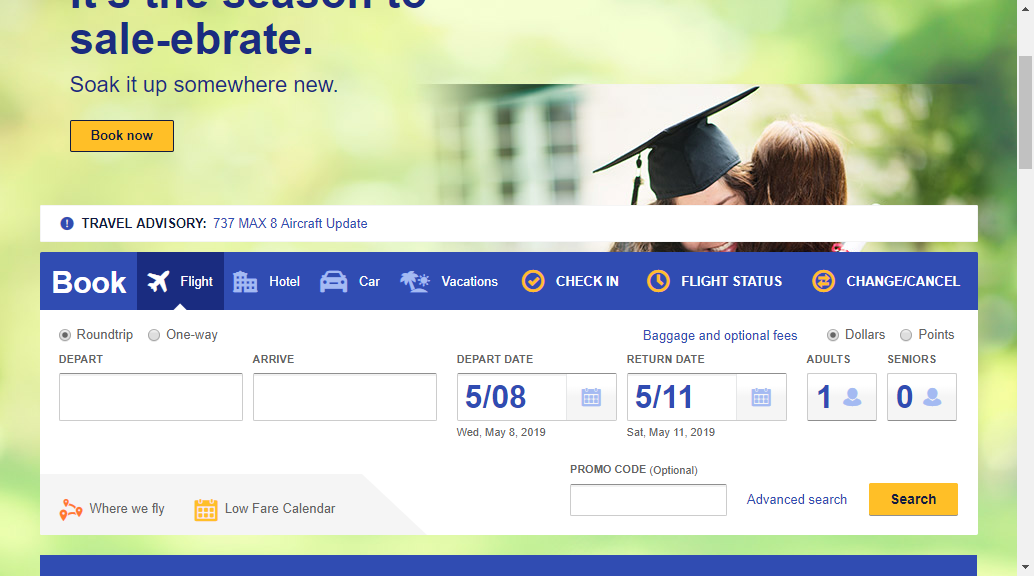 It's the season to
sale-ebrate.
Soak it up somewhere new.
Book now
TRAVEL ADVISORY: 737 MAX 8 Aircraft Update
Book Flight Hotel Car Vacations CHECK IN FLIGHT STATUS CHANGE/CANCEL
Roundtrip One-way Baggage and optional fees Dollars Points
DEPART ARRIVE DEPART DATE RETURN DATE ADULTS SENIORS
5/08 5/11 1 0
Wed, May 8, 2019 Sat, May 11, 2019
PROMO CODE (Optional)
Where we fly Low Fare Calendar Advanced search Search